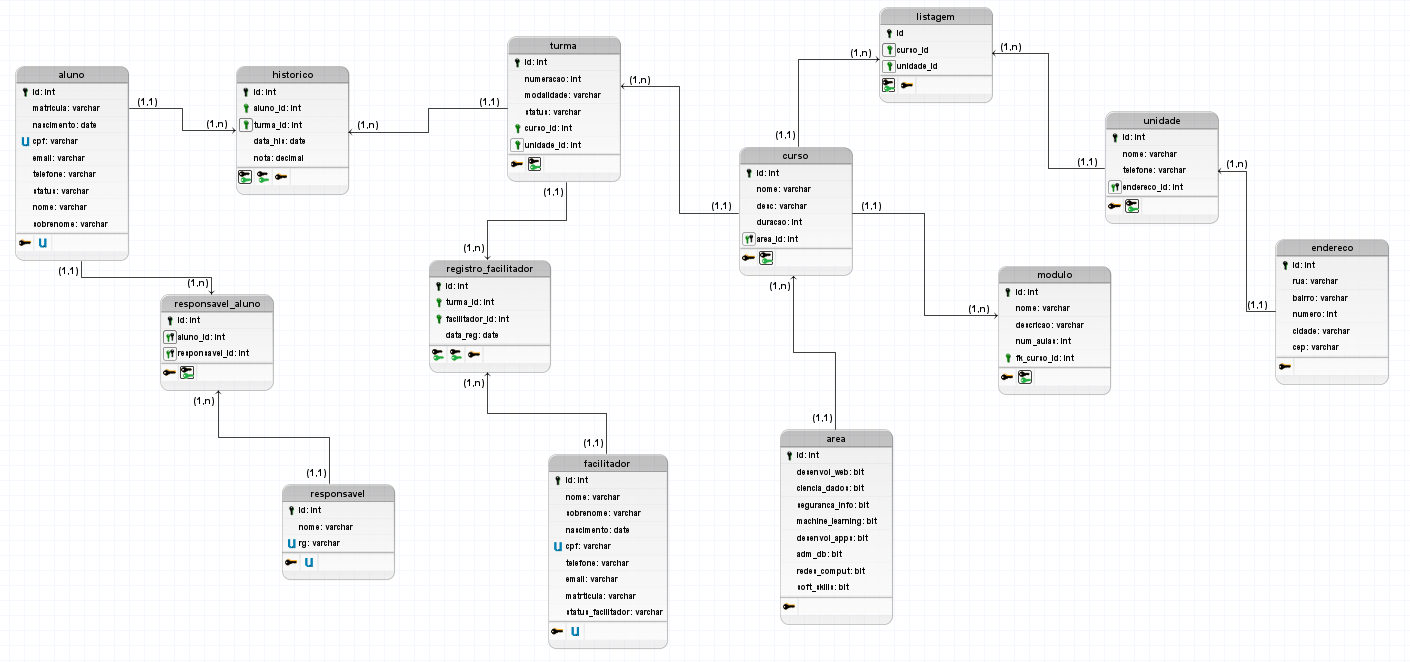 listagem
id
curso_id
unidade_id
(1,n)
(1,n)
(1,1)
turma
id: int
numeracao: int
modalidade: varchar
status: varchar
curso_id: int
unidade_id: int
(1,n)
(1,1)
(1,1)
aluno
id: int
matricula: varchar
nascimento: date
cpf: varchar
email: varchar
telefone: varchar
status: varchar
nome: varchar
sobrenome: varchar
(1,1)
(1,n)
(1,1)
historico
id: int
aluno_id: int
turma_id: int
data_his: date
nota: decimal
(1,n)
unidade
id: int
nome: varchar
telefone: varchar
endereco_id: int
(1,1)
(1,n)
curso
id: int
nome: varchar
desc: varchar
duracao: int
area_id: int
(1,1)
(1,1)
(1,n)
endereco
id: int
rua: varchar
bairro: varchar
numero: int
cidade: varchar
cep: varchar
(1,1)
registro_facilitador
id: int
turma_id: int
facilitador_id: int
data_reg: date
(1,n)
(1,n)
modulo
id: int
nome: varchar
descricao: varchar
num_aulas: int
fk_curso_id: int
(1,n)
responsavel_aluno
id: int
aluno_id: int
responsavel_id: int
(1,n)
(1,n)
area
id: int
desenvol_web: bit
ciencia_dados: bit
seguranca_info: bit
machine_learning: bit
desenvol_apps: bit
adm_db: bit
redes_comput: bit
soft_skills: bit
(1,1)
facilitador
id: int
nome: varchar
sobrenome: varchar
nascimento: date
cpf: varchar
telefone: varchar
email: varchar
matrticula: varchar
status_facilitador: varchar
(1,1)
responsavel
id: int
nome: varchar
rg: varchar
(1,1)